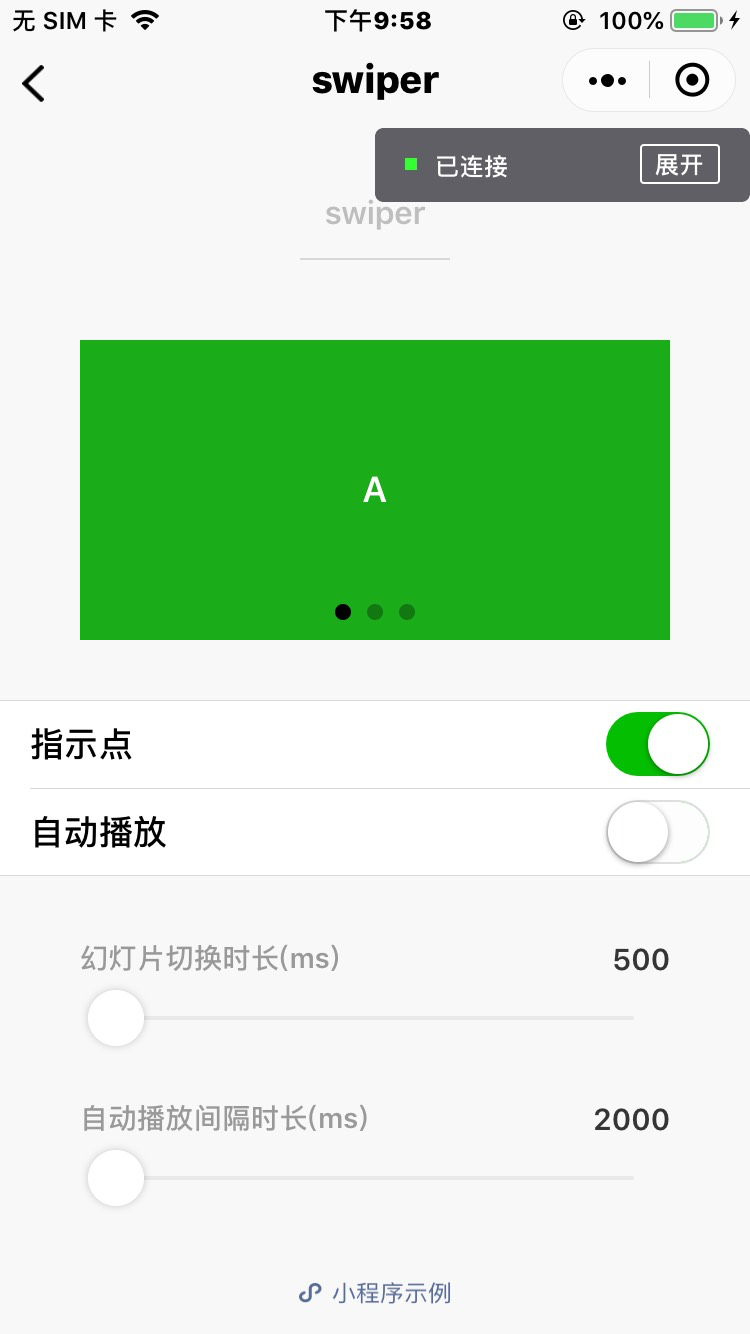 无 SIM 卡 下午9:58 100%
swiper
已连接 展开
swiper
A
指示点
自动播放
幻灯片切换时长(ms) 500
自动播放间隔时长(ms) 2000
小程序示例